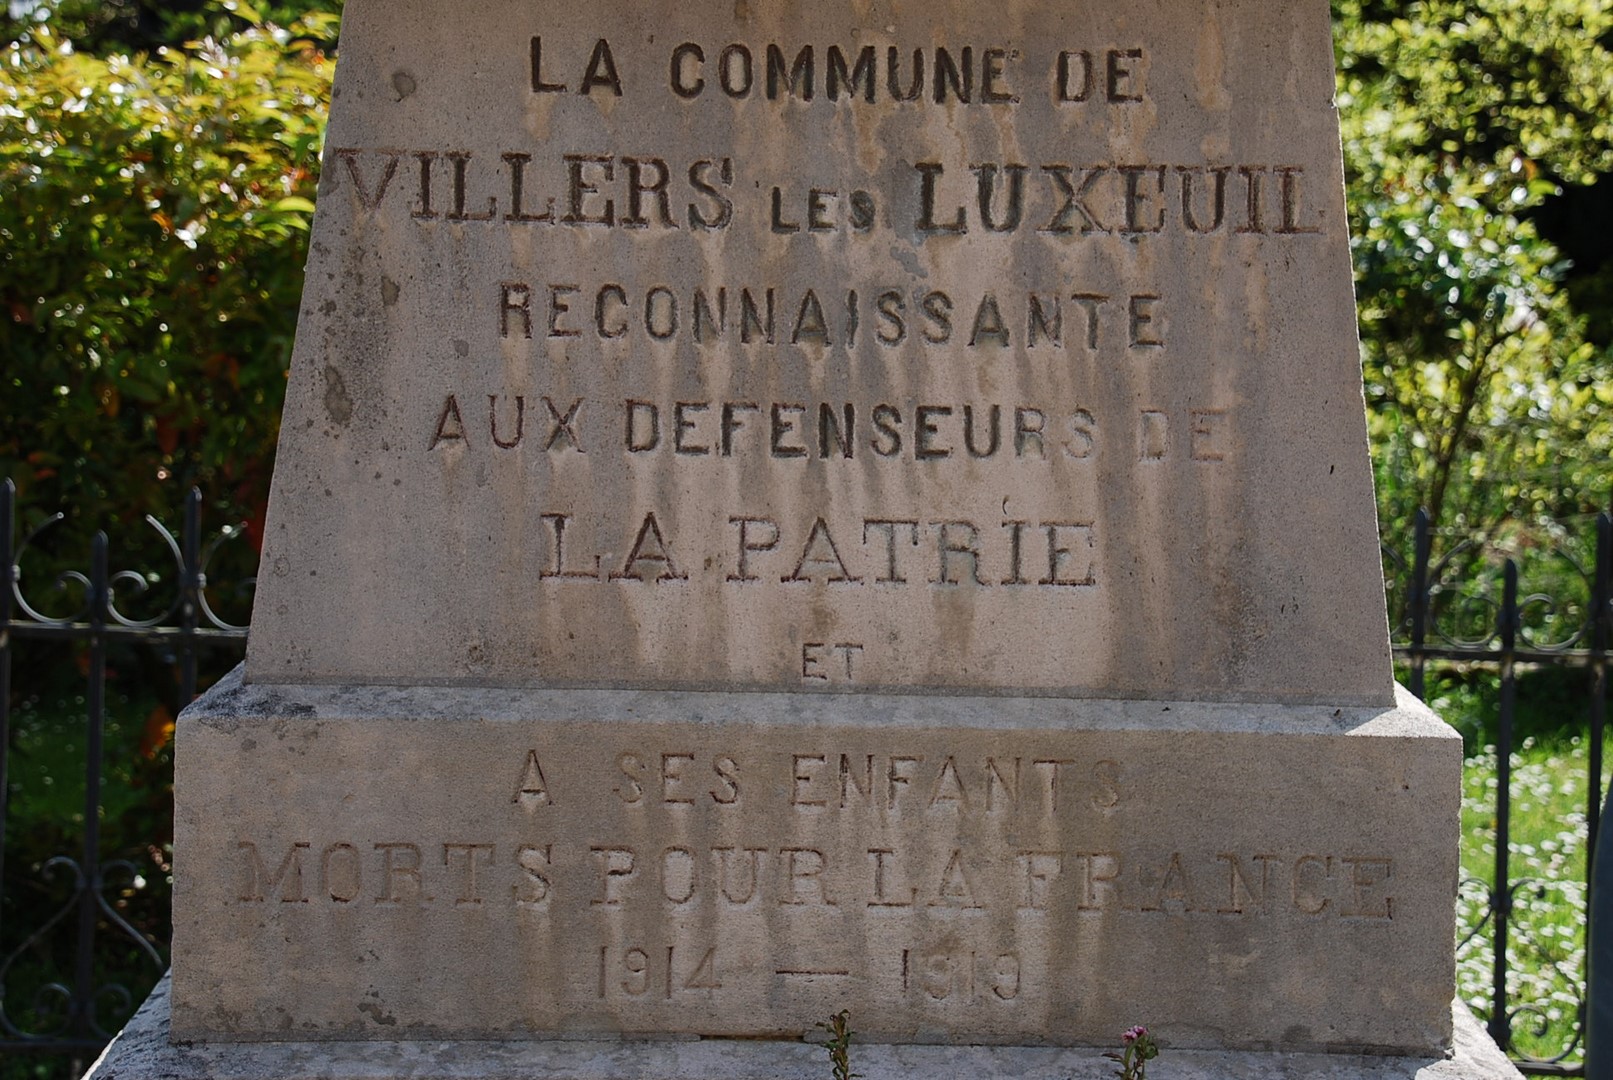 LA COMMUNE DE
VILLERS LES LUXEUIL
RECONNAISSANTE
AUX DEFENSEURS DE
LA PATRIE
ET
A SES ENFANTS
MORTS POUR LA FRANCE
1914 — 1919